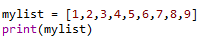 mylist = [1,2,3,4,5,6,7,8,9]
print(mylist)